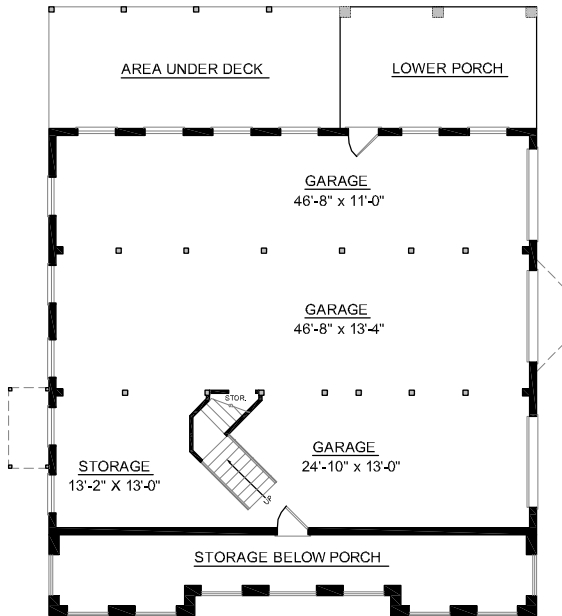 AREA UNDER DECK
LOWER PORCH
GARAGE
46'-8" x 11'-0"
GARAGE
46'-8" x 13'-4"
STOR.
GARAGE
24'-10" x 13'-0"
STORAGE
13'-2" X 13'-0"
STORAGE BELOW PORCH